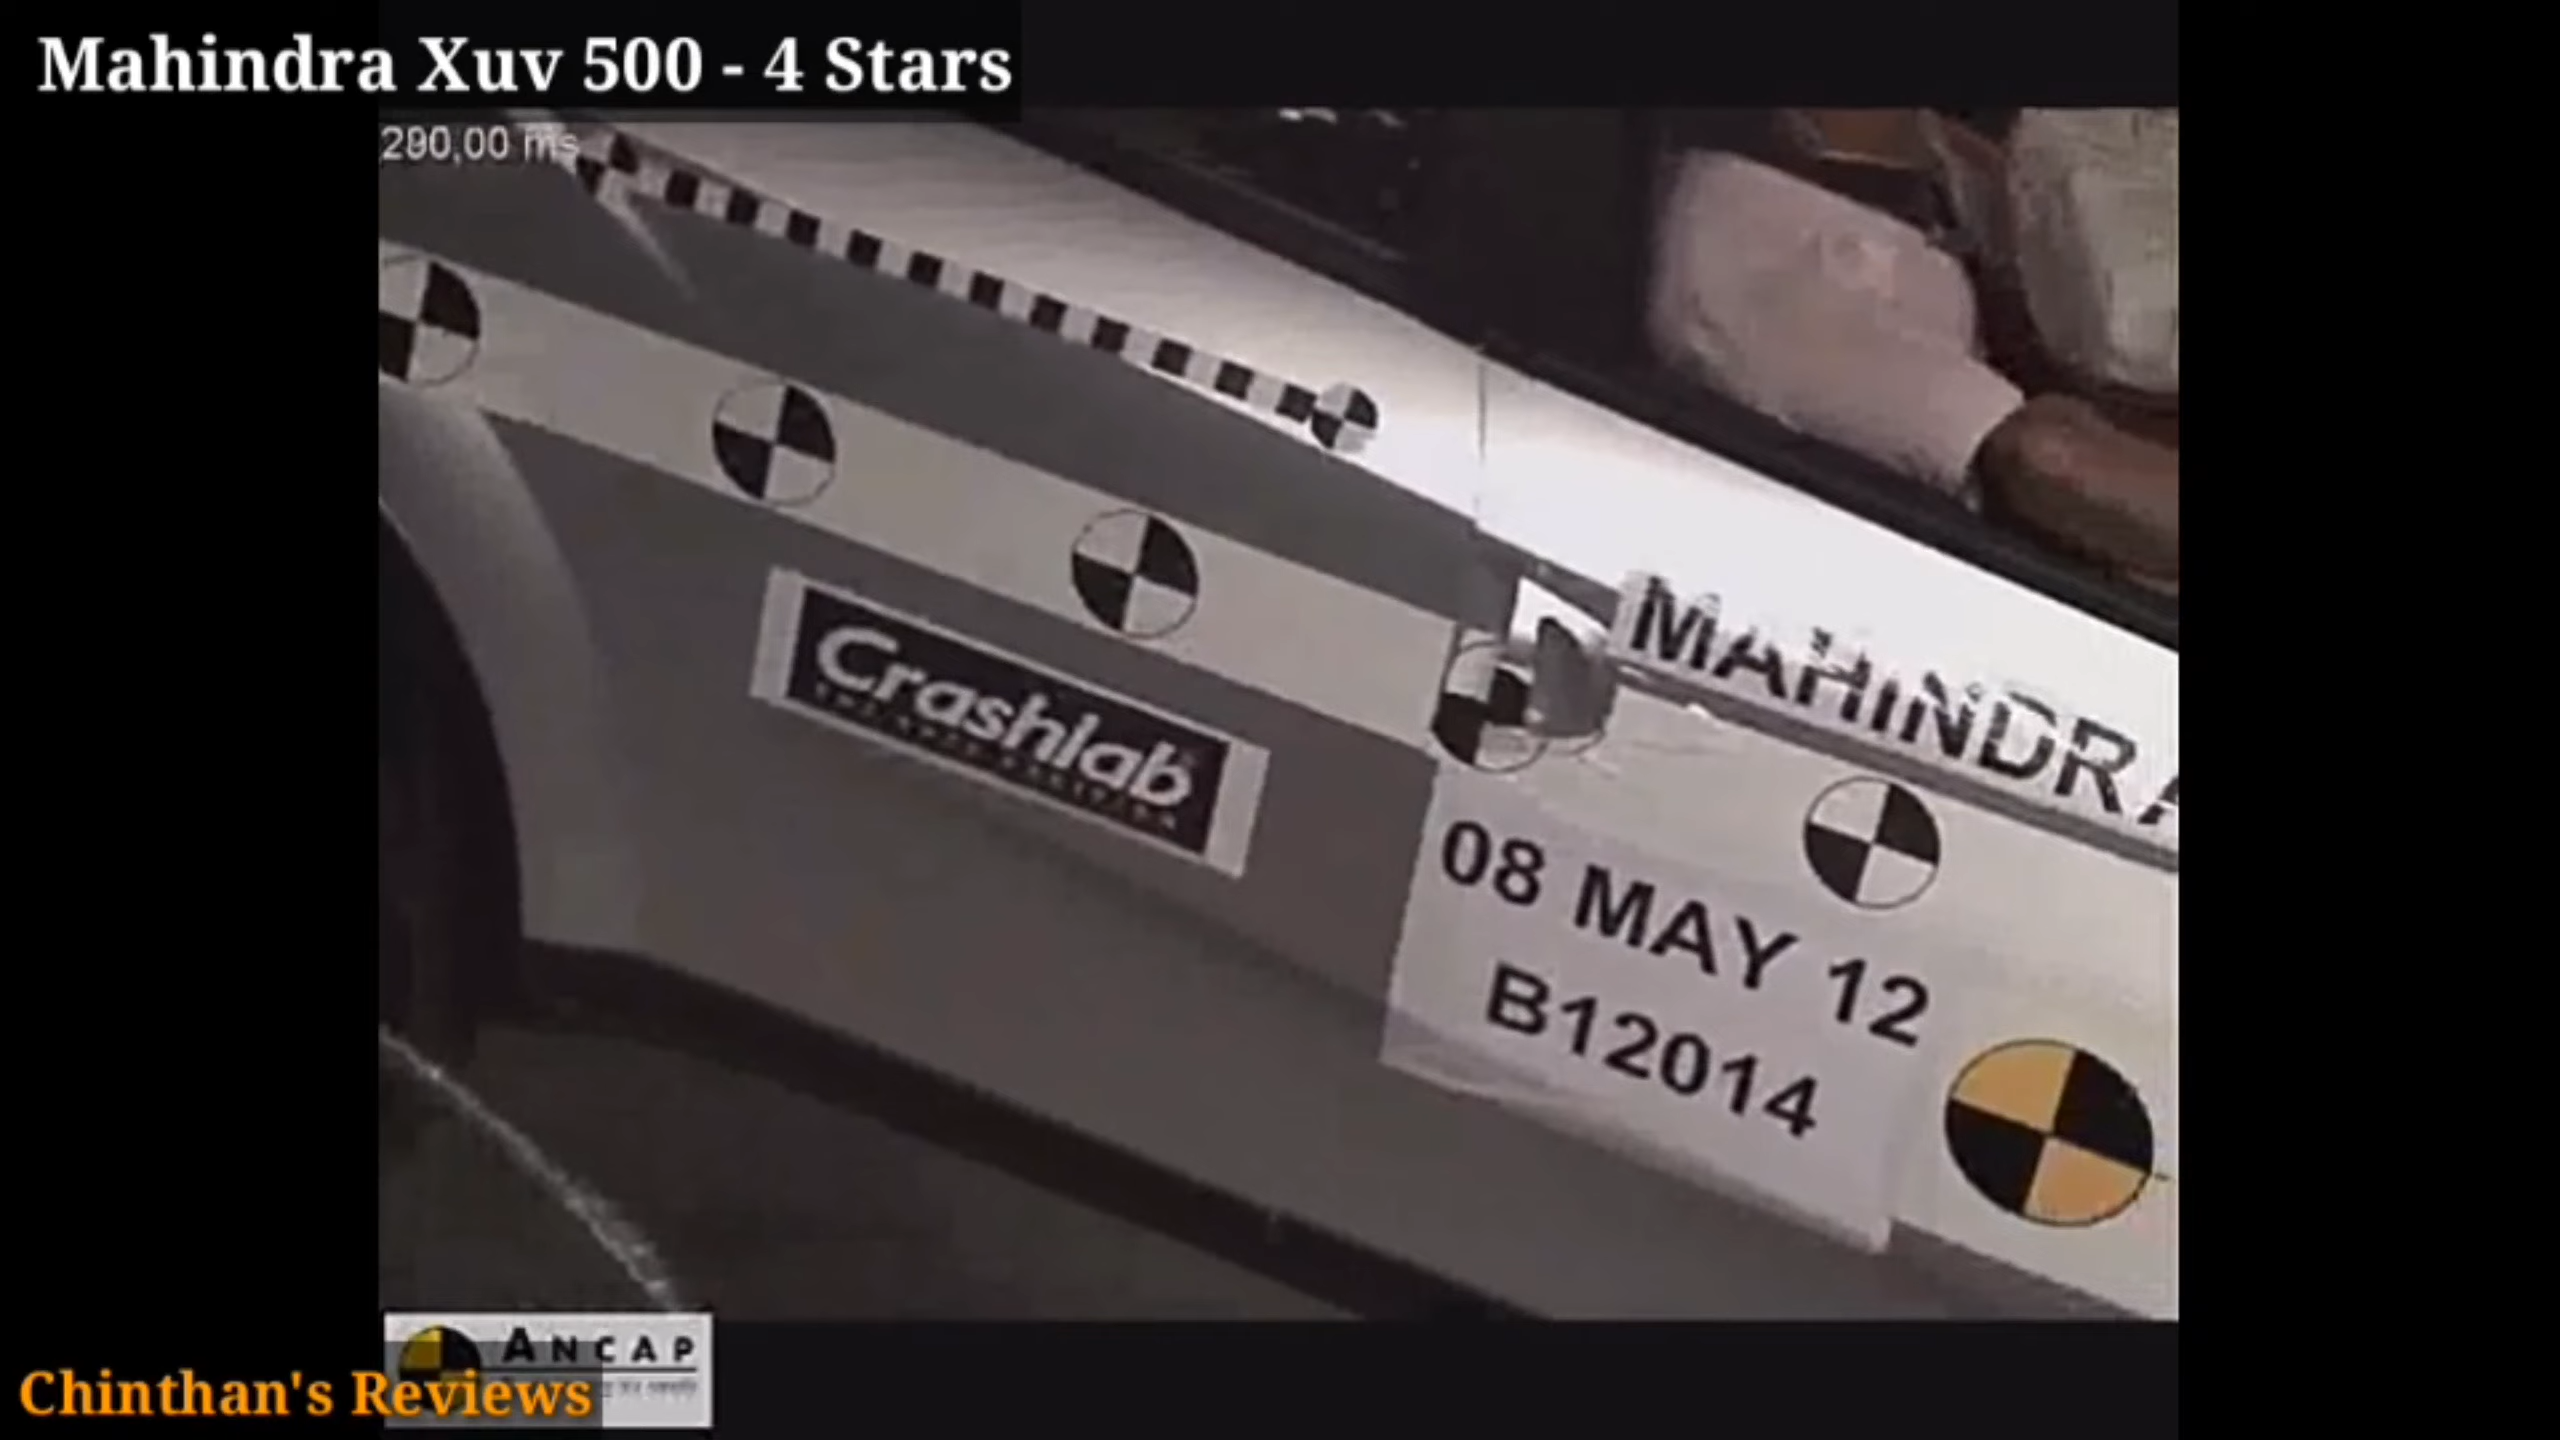 Mahindra Xuv 500 - 4 Stars
290,00 ms
Crashlab
MAHINDRA
08 MAY 12
B12014
ANCAP
Chinthan's Reviews